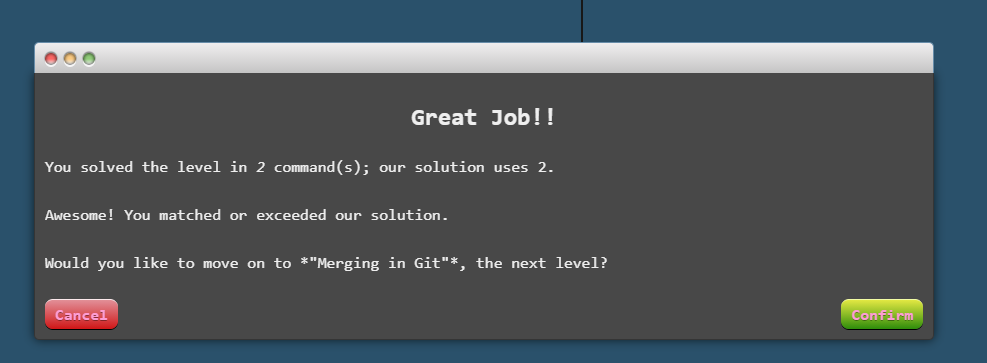 Great Job!!
You solved the level in 2 command(s); our solution uses 2.
Awesome! You matched or exceeded our solution.
Would you like to move on to *"Merging in Git"*, the next level?
Cancel
Confirm